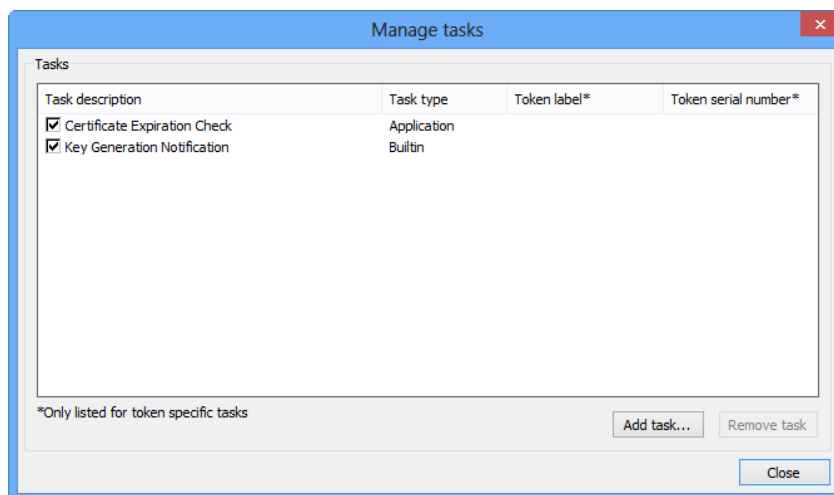 Manage tasks
Tasks
Task description Task type Token label* Token serial number*
Certificate Expiration Check Application
Key Generation Notification Builtin
*Only listed for token specific tasks
Add task... Remove task
Close